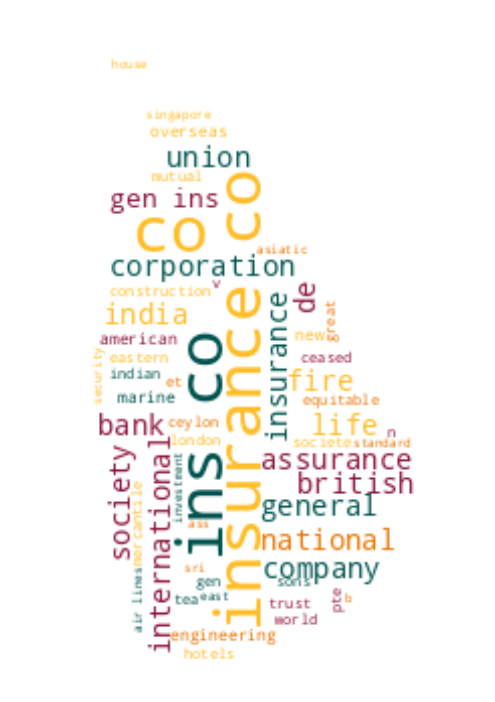 house
singapore
overseas
union
mutual
gen ins
co
insurance co
asiatic
corporation
v
construction
de
india
insurance
great
american
new
eastern
ceased
security
indian
et
fire
ins co
marine
equitable
bank
ceylon
life
n
london
societe
standard
society
international
investment
assurance
mercantile
british
general
ass
national
sri
company
gen
sons
air lines
tea
east
pte
b
trust
world
engineering
hotels